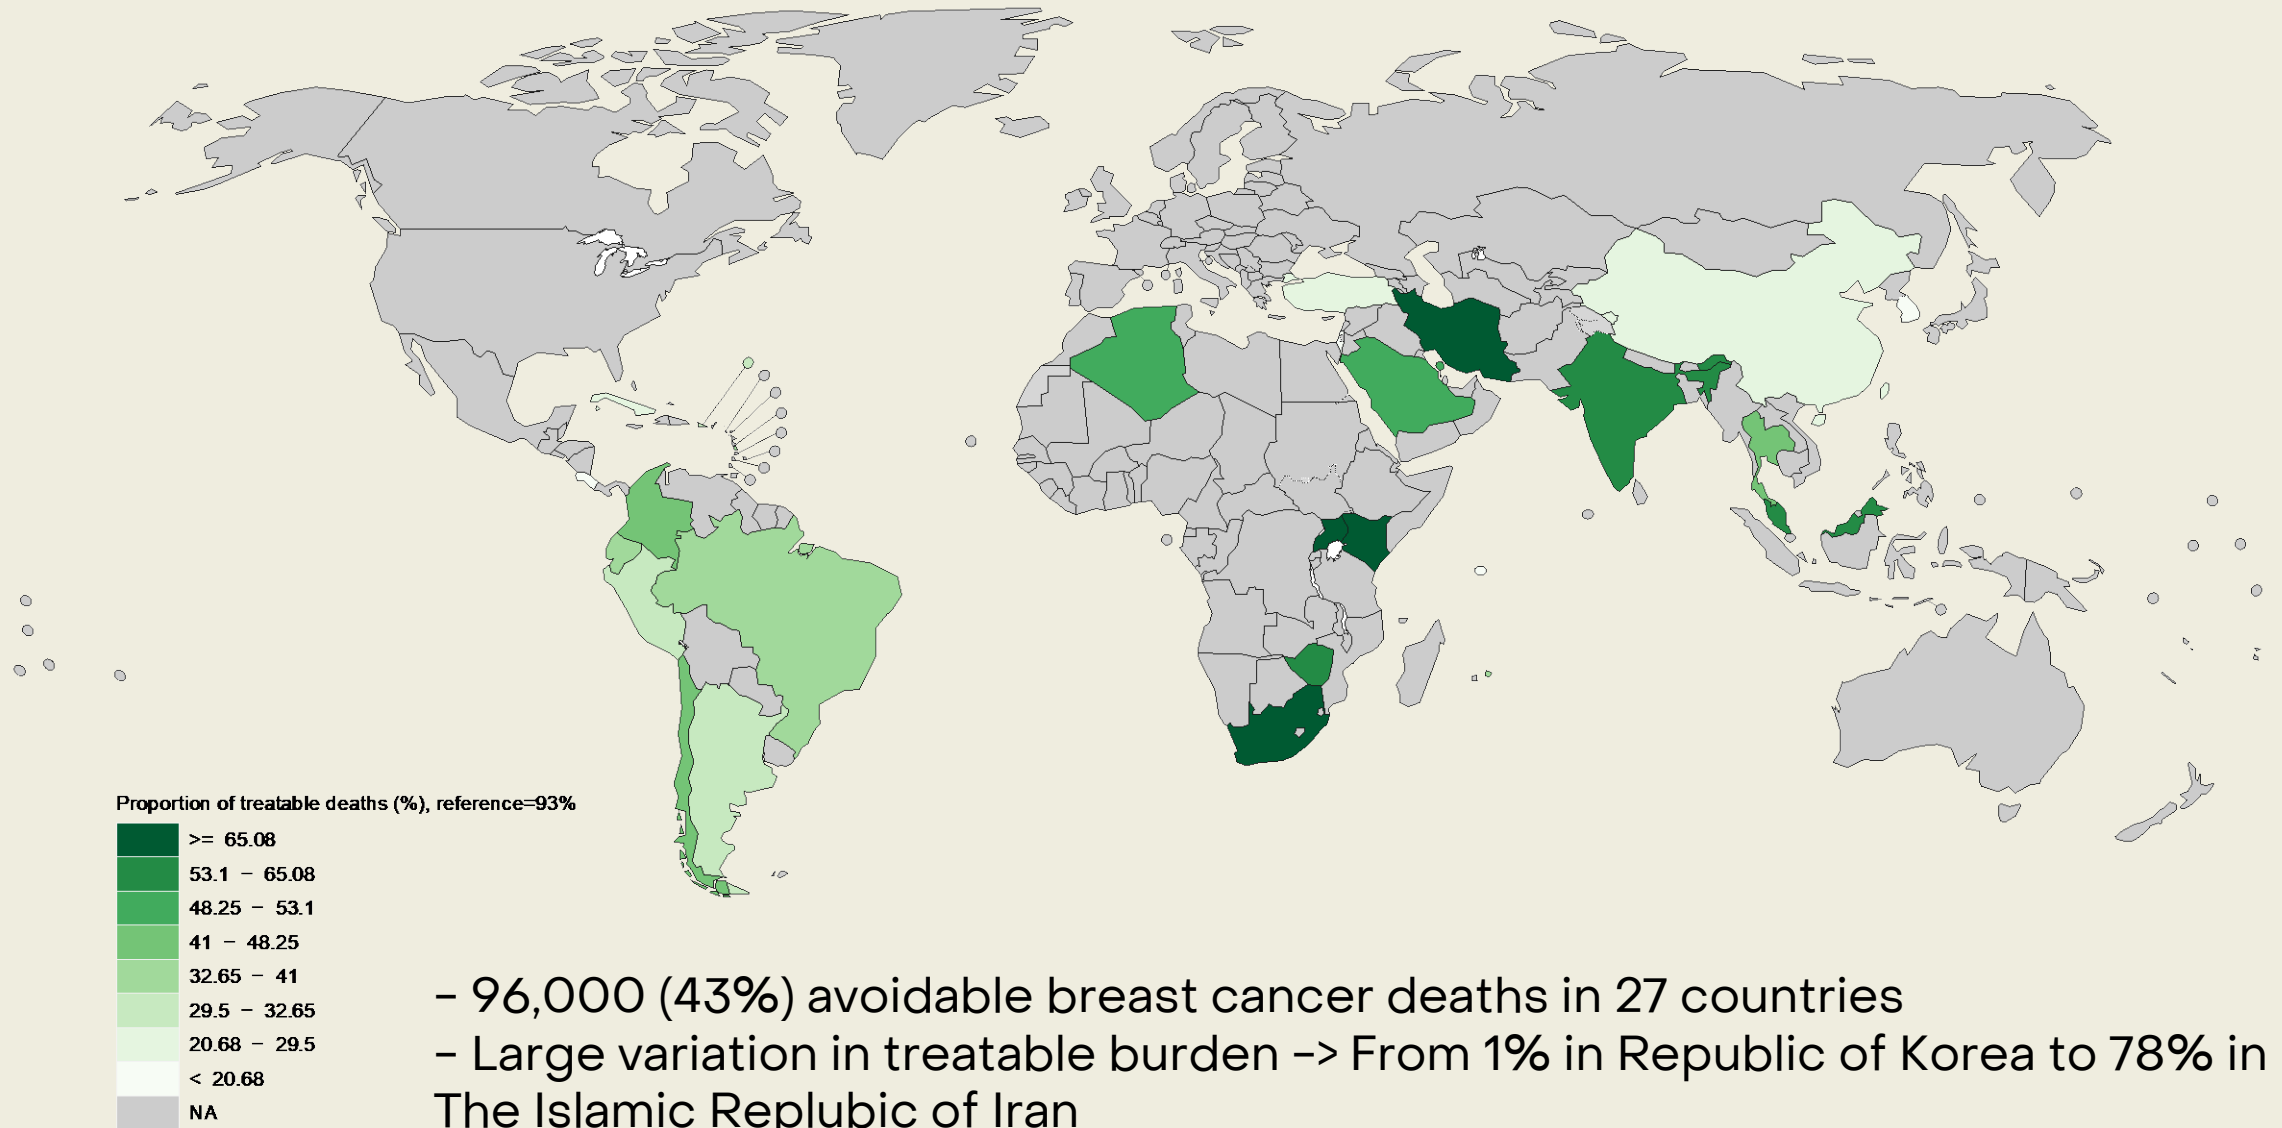 Proportion of treatable deaths (%), reference=93%
>= 65.08
53.1 − 65.08
48.25 − 53.1
41 − 48.25
32.65 − 41
29.5 − 32.65
20.68 − 29.5
< 20.68
NA
– 96,000 (43%) avoidable breast cancer deaths in 27 countries
– Large variation in treatable burden –> From 1% in Republic of Korea to 78% in
The Islamic Replubic of Iran